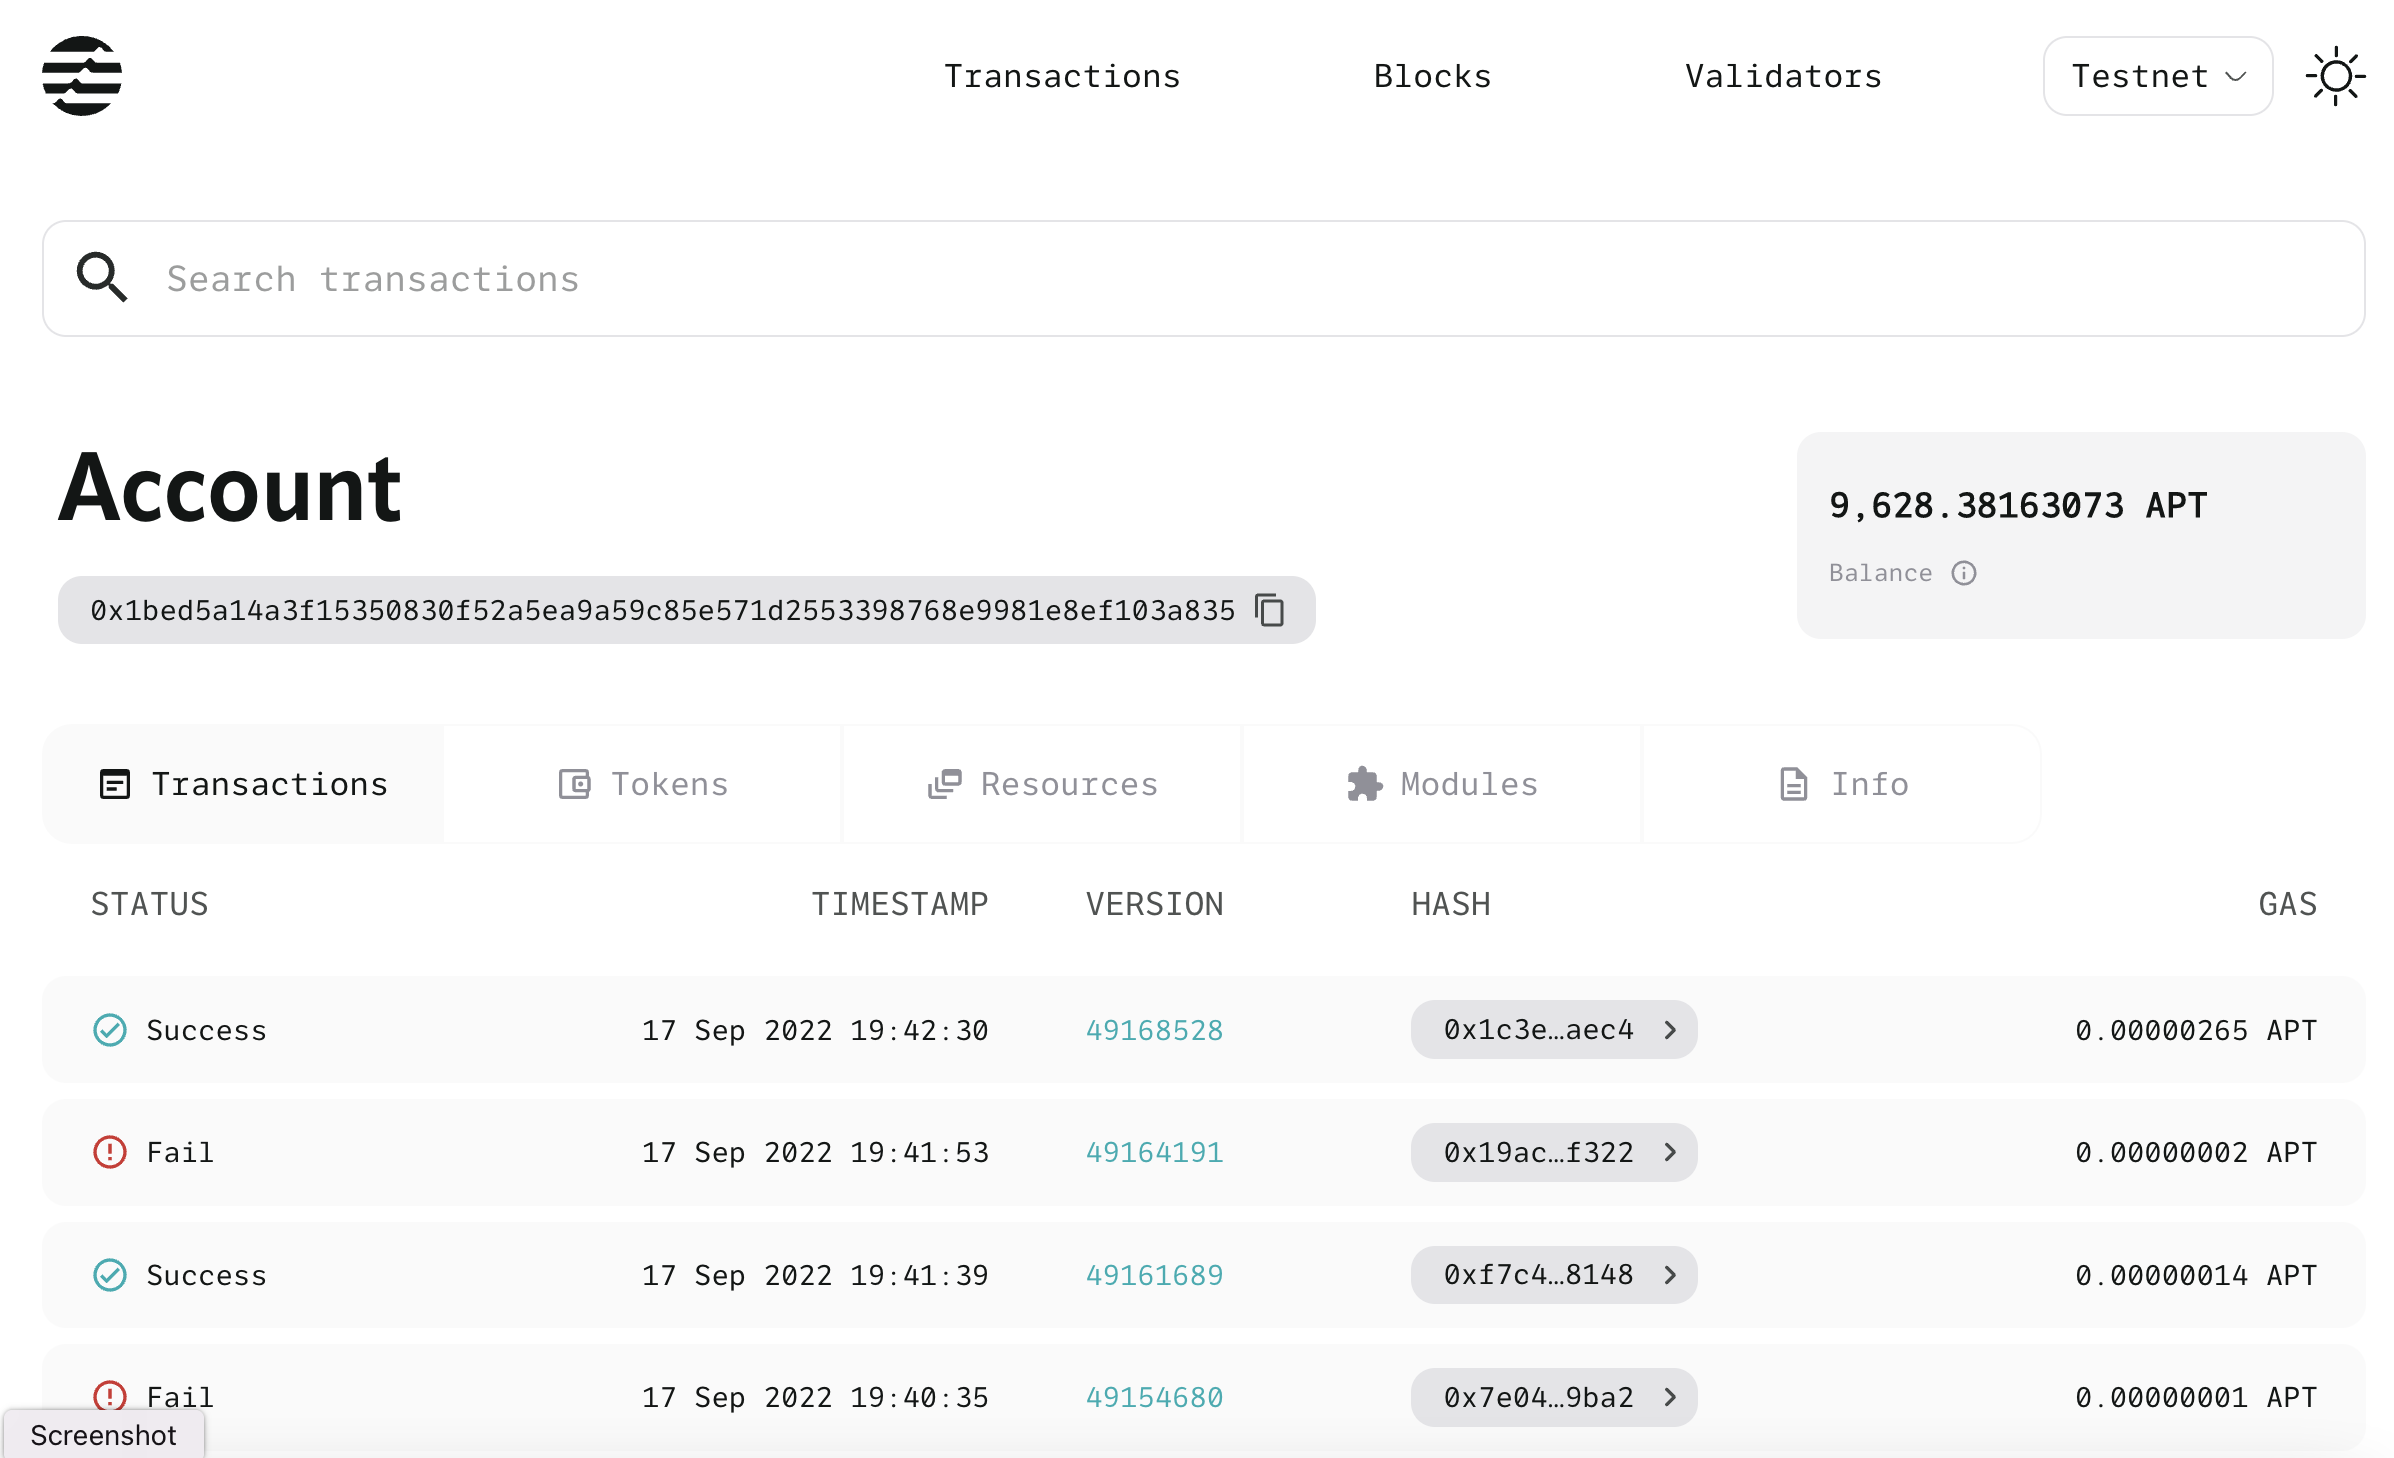 Transactions Blocks Validators Testnet
Search transactions
Account
9,628.38163073 APT
Balance
0x1bed5a14a3f15350830f52a5ea9a59c85e571d2553398768e9981e8ef103a835
Transactions Tokens Resources Modules Info
STATUS TIMESTAMP VERSION HASH GAS
Success 17 Sep 2022 19:42:30 49168528 0x1c3e…aec4 0.00000265 APT
Fail 17 Sep 2022 19:41:53 49164191 0x19ac…f322 0.00000002 APT
Success 17 Sep 2022 19:41:39 49161689 0xf7c4…8148 0.00000014 APT
Fail 17 Sep 2022 19:40:35 49154680 0x7e04…9ba2 0.00000001 APT
Screenshot